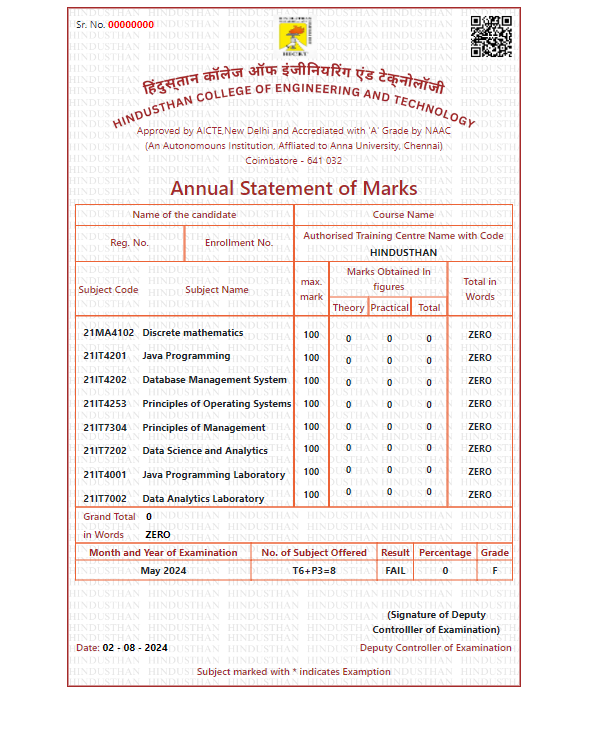 Sr. No. 00000000
हिंदुस्तान कॉलेज ऑफ इंजीनियरिंग एंड टेक्नोलॉजी
HINDUSTHAN COLLEGE OF ENGINEERING AND TECHNOLOGY
Approved by AICTE,New Delhi and Accrediated with 'A' Grade by NAAC
(An Autonomouns Institution, Affliated to Anna University, Chennai)
Coimbatore - 641 032
Annual Statement of Marks
Name of the candidate Course Name
Reg. No. Enrollment No. Authorised Training Centre Name with Code
HINDUSTHAN
Subject Code Subject Name max. mark Marks Obtained In figures Total in Words
Theory Practical Total
21MA4102 Discrete mathematics 100 0 0 0 ZERO
21IT4201 Java Programming 100 0 0 0 ZERO
21IT4202 Database Management System 100 0 0 0 ZERO
21IT4253 Principles of Operating Systems 100 0 0 0 ZERO
21IT7304 Principles of Management 100 0 0 0 ZERO
21IT7202 Data Science and Analytics 100 0 0 0 ZERO
21IT4001 Java Programming Laboratory 100 0 0 0 ZERO
21IT7002 Data Analytics Laboratory 100 0 0 0 ZERO
Grand Total 0
in Words ZERO
Month and Year of Examination No. of Subject Offered Result Percentage Grade
May 2024 T6+P3=8 FAIL 0 F
(Signature of Deputy
Controlller of Examination)
Date: 02 - 08 - 2024 Deputy Controller of Examination
Subject marked with * indicates Examption